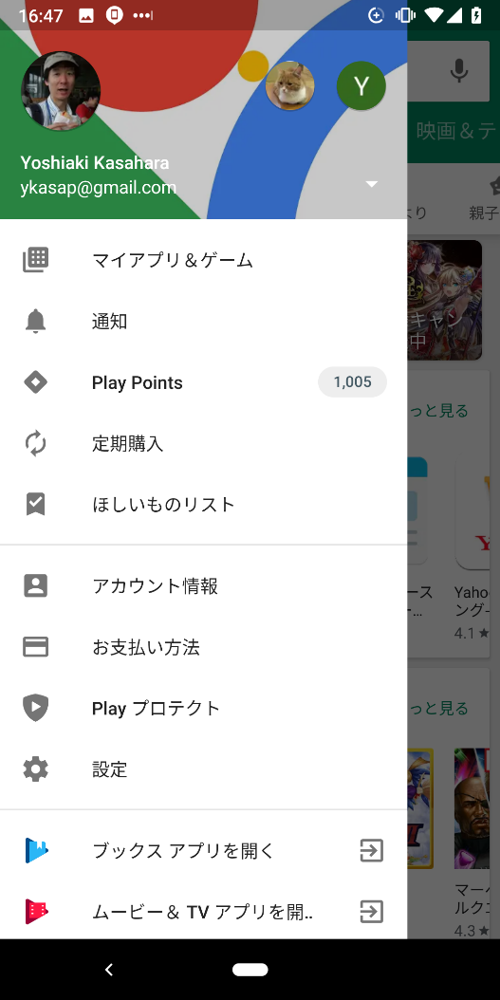 16:47
Y
Yoshiaki Kasahara
ykasap@gmail.com
マイアプリ＆ゲーム
通知
Play Points
1,005
定期購入
ほしいものリスト
アカウント情報
お支払い方法
Play プロテクト
設定
ブックス アプリを開く
ムービー＆ TV アプリを開..
映画＆テ
より
親子
キャン
中
っと見る
ース
ー…
Yaho
ング-
4.1★
っと見る
マー
ルクエ
4.3★